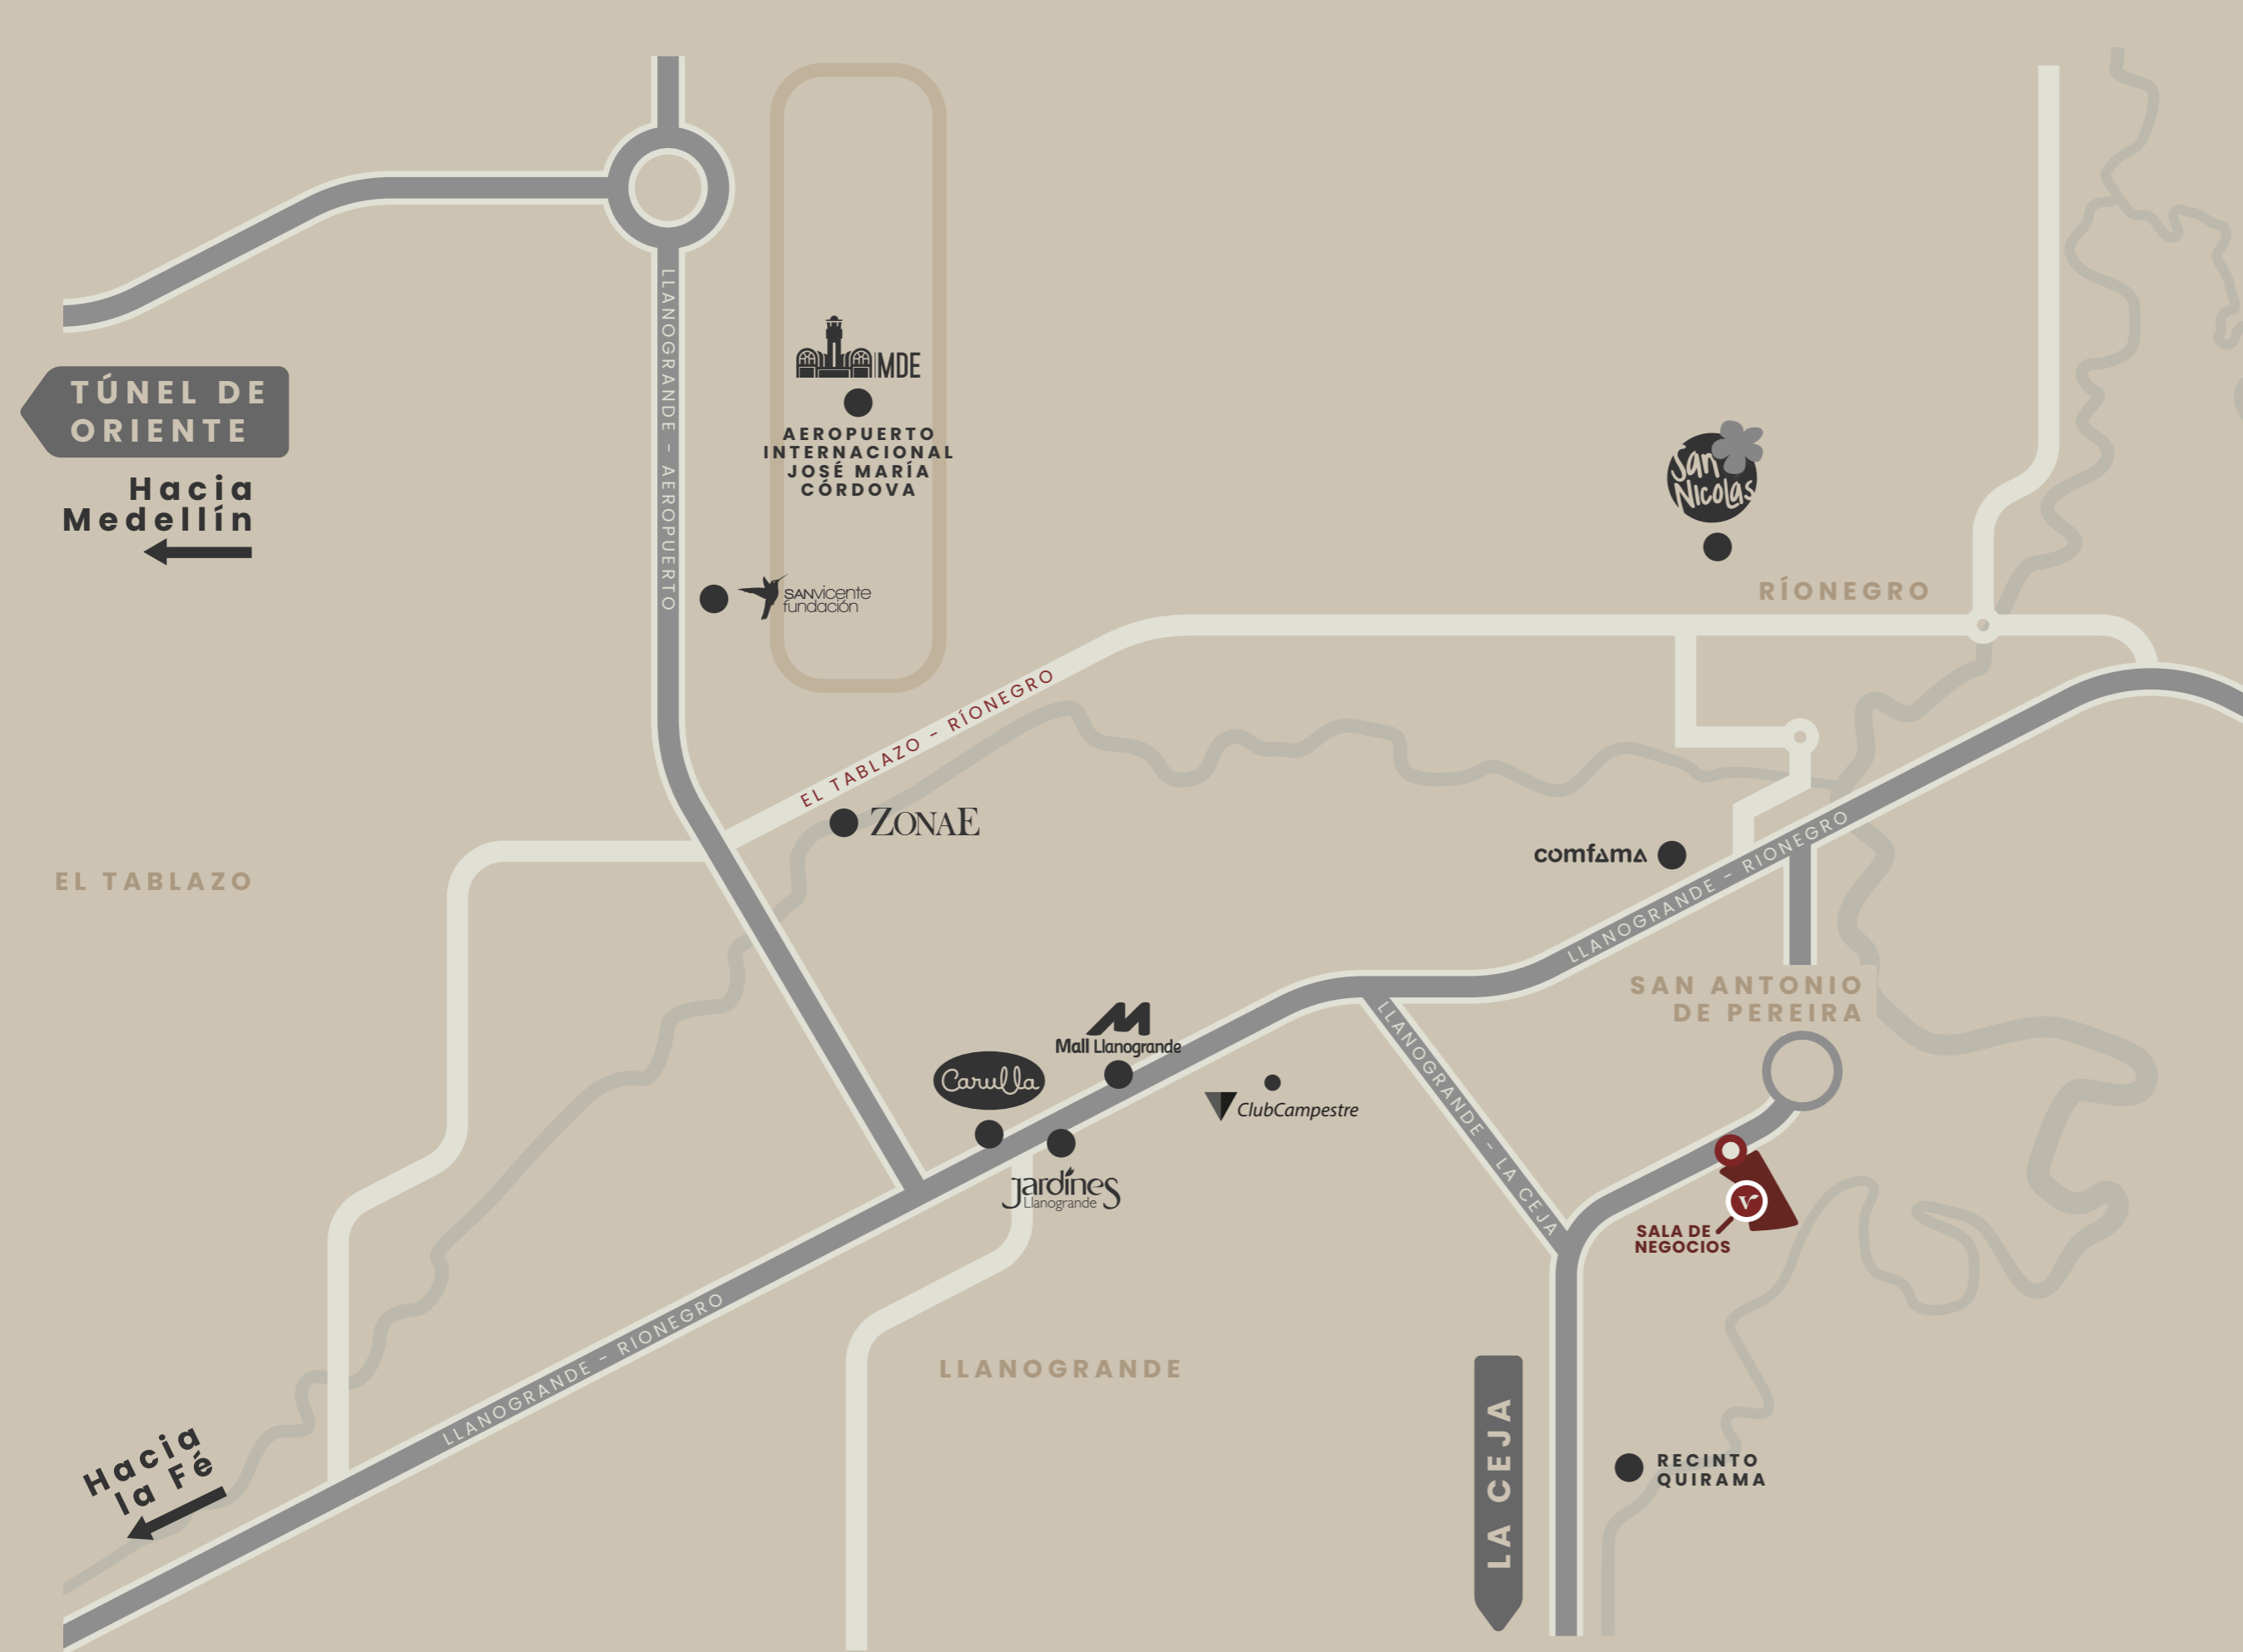 LLANOGRANDE - AEROPUERTO
MDE
AEROPUERTO
INTERNACIONAL
JOSÉ MARÍA
CÓRDOVA
TÚNEL DE
ORIENTE
Hacia
Medellín
San
Nicolas
SANvicente
fundación
RÍONEGRO
EL TABLAZO - RÍONEGRO
ZONAE
comfama
EL TABLAZO
LLANOGRANDE - RIONEGRO
SAN ANTONIO
DE PEREIRA
Mall Llanogrande
Carulla
ClubCampestre
LLANOGRANDE - LA CEJA
jardines
Llanogrande
V
SALA DE
NEGOCIOS
LLANOGRANDE - RIONEGRO
LLANOGRANDE
LA CEJA
Hacia
la Fé
RECINTO
QUIRAMA